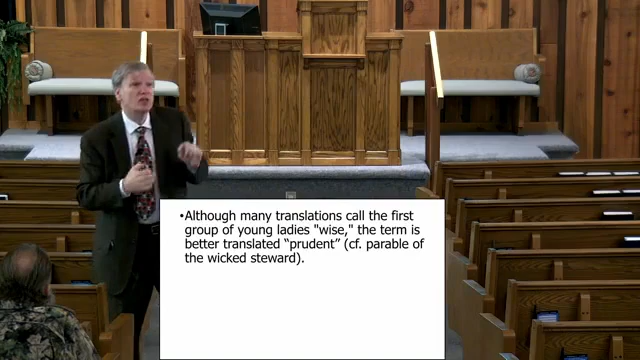 •Although many translations call the first
group of young ladies "wise," the term is
better translated “prudent” (cf. parable of
the wicked steward).